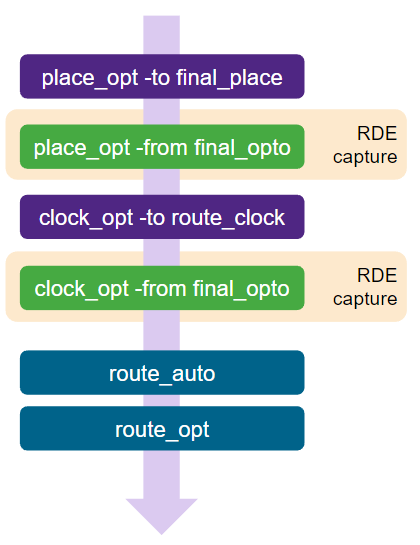 place_opt -to final_place
place_opt -from final_opto
RDE
capture
clock_opt -to route_clock
clock_opt -from final_opto
RDE
capture
route_auto
route_opt